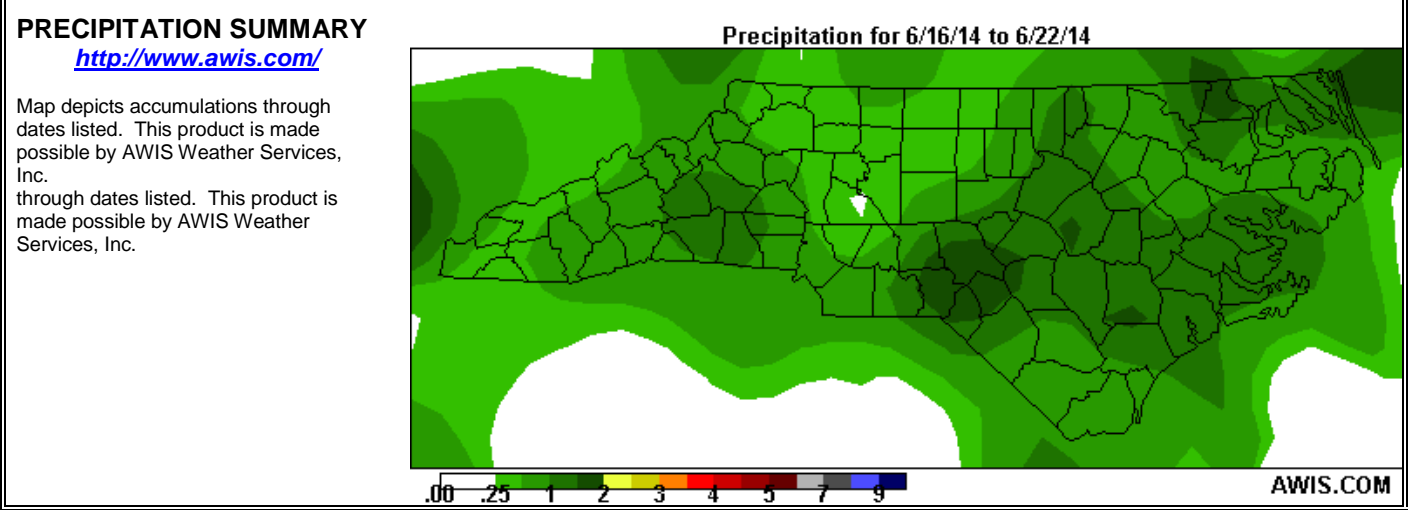 PRECIPITATION SUMMARY
http://www.awis.com/
Map depicts accumulations through
dates listed.  This product is made
possible by AWIS Weather Services,
Inc.
through dates listed.  This product is
made possible by AWIS Weather
Services, Inc.
Precipitation for 6/16/14 to 6/22/14
.00 .25 1 2 3 4 5 7 9
AWIS.COM